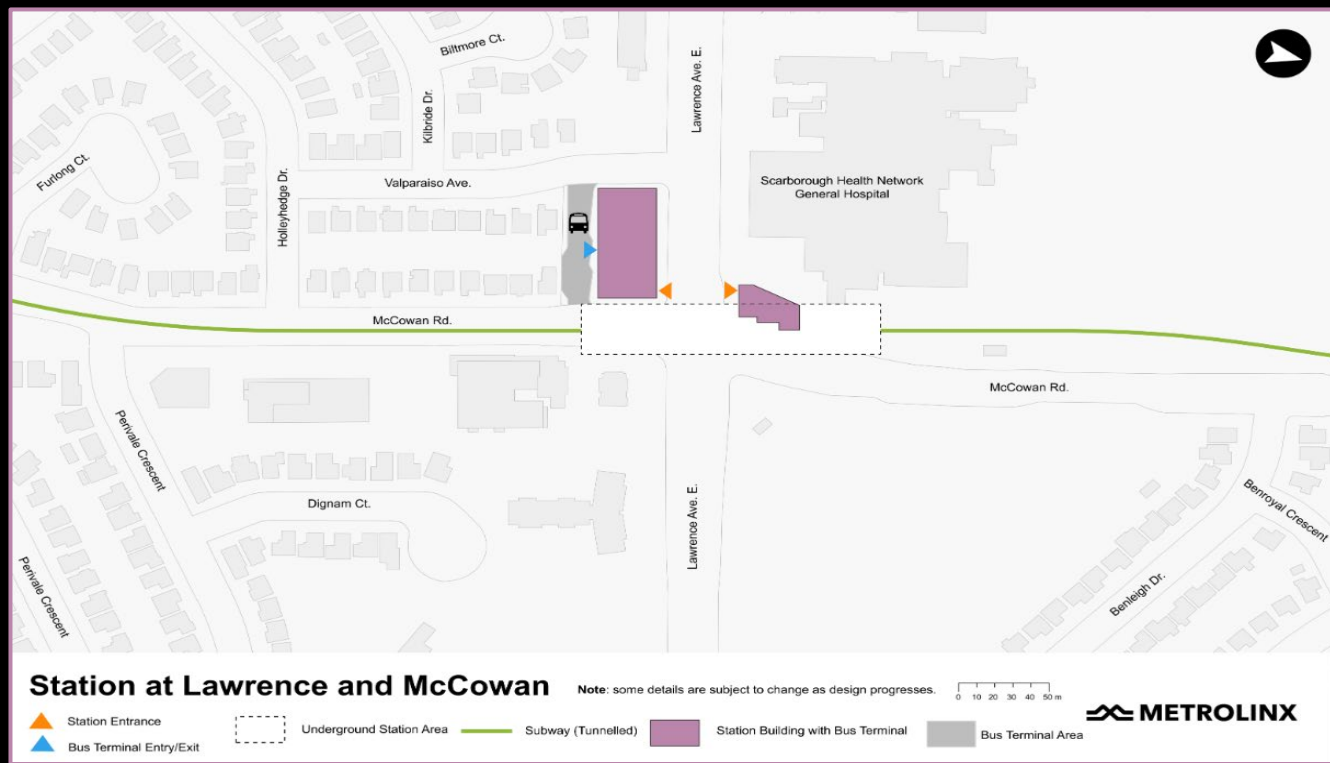 Biltmore Ct.
Kilbride Dr.
Lawrence Ave. E.
Furlong Ct.
Holleyhedge Dr.
Valparaiso Ave.
Scarborough Health Network
General Hospital
McCowan Rd.
McCowan Rd.
Perivale Crescent
Dignam Ct.
Lawrence Ave. E.
Benroyal Crescent
Perivale Crescent
Benleigh Dr.
Station at Lawrence and McCowan
Note: some details are subject to change as design progresses.
0 10 20 30 40 50 m
METROLINX
Station Entrance
Bus Terminal Entry/Exit
Underground Station Area
Subway (Tunnelled)
Station Building with Bus Terminal
Bus Terminal Area